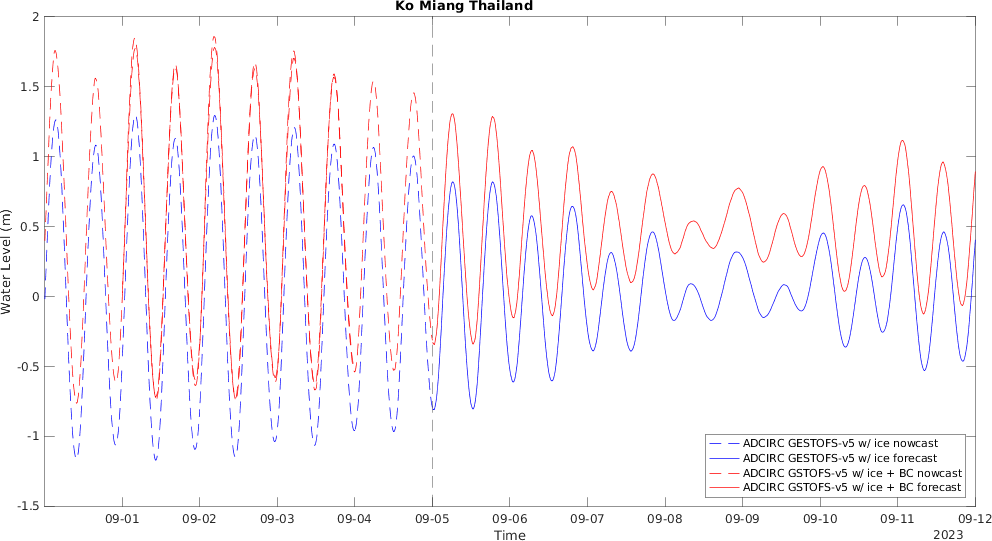 Ko Miang Thailand
2
1.5
1
0.5
0
-0.5
-1
-1.5
Water Level (m)
09-01 09-02 09-03 09-04 09-05 09-06 09-07 09-08 09-09 09-10 09-11 09-12
Time
2023
ADCIRC GESTOFS-v5 w/ ice nowcast
ADCIRC GESTOFS-v5 w/ ice forecast
ADCIRC GSTOFS-v5 w/ ice + BC nowcast
ADCIRC GSTOFS-v5 w/ ice + BC forecast